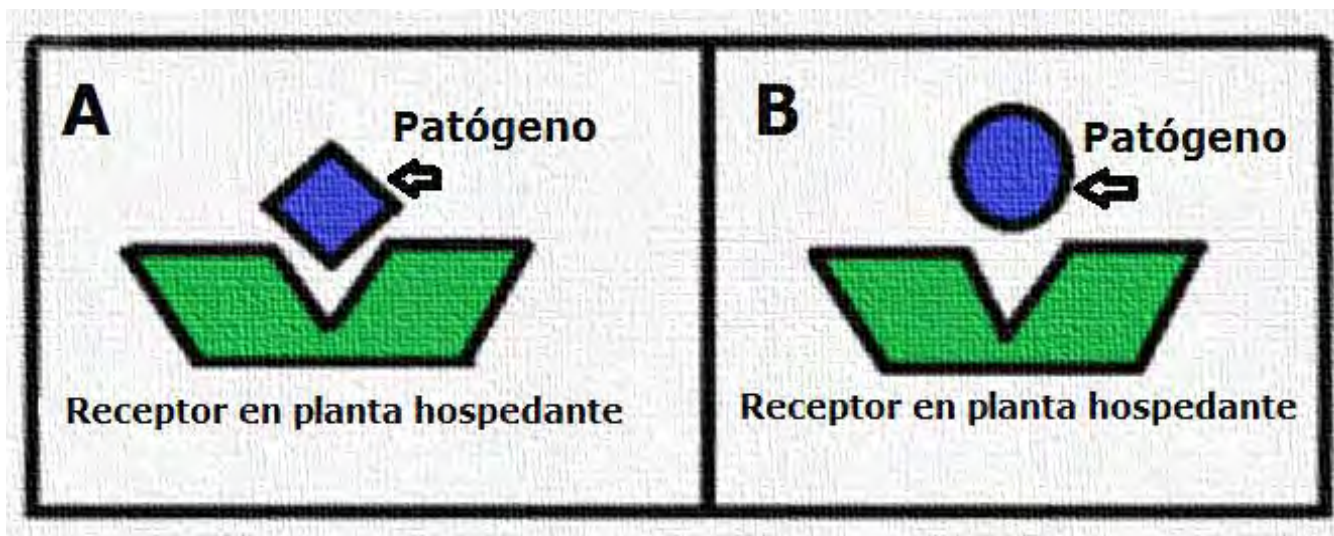 A
Patógeno
Receptor en planta hospedante
B
Patógeno
Receptor en planta hospedante